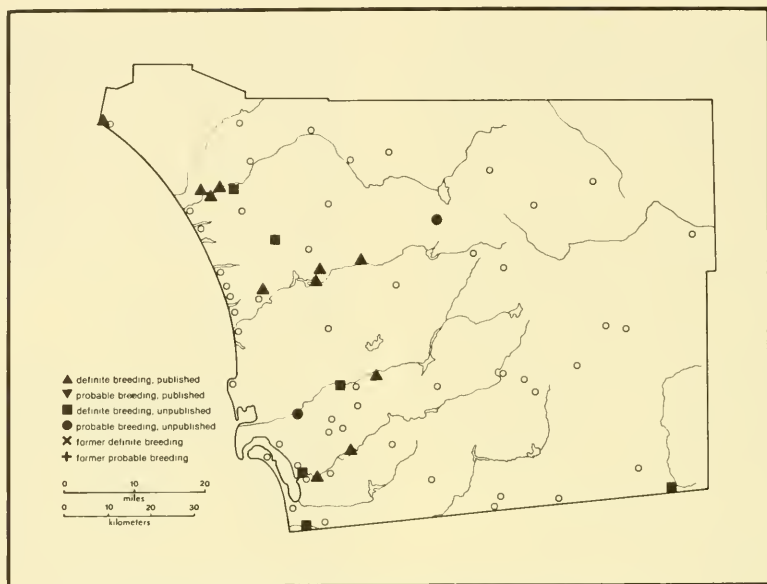 ▲ definite breeding, published
▼ probable breeding, published
■ definite breeding, unpublished
● probable breeding, unpublished
✕ former definite breeding
+ former probable breeding
0 10 20
miles
0 10 20 30
kilometers